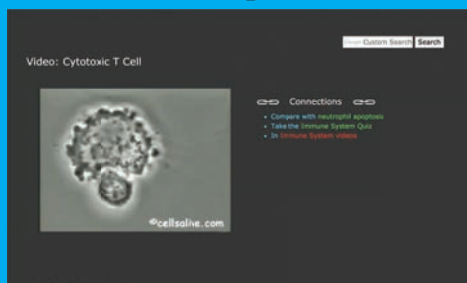 Custom Search Search
Video: Cytotoxic T Cell
Connections
• Compare with neutrophil apoptosis
• Take the Immune System Quiz
• In Immune System videos
©cellsalive.com